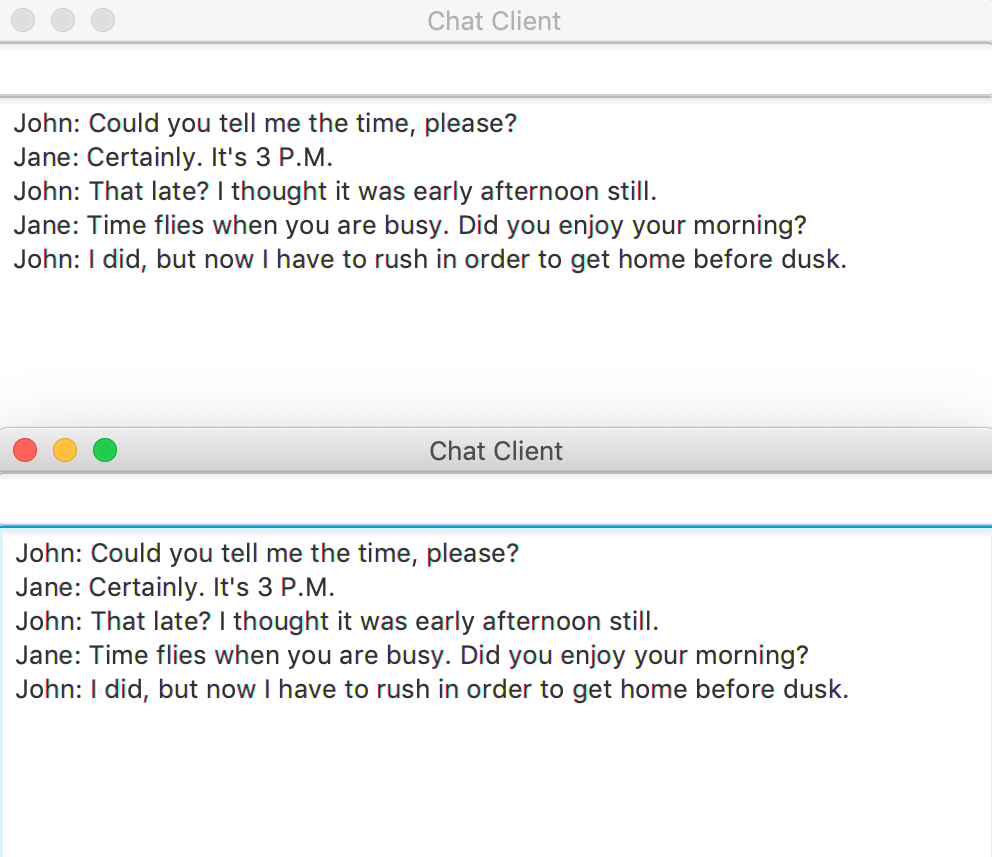 Chat Client
John: Could you tell me the time, please?
Jane: Certainly. It's 3 P.M.
John: That late? I thought it was early afternoon still.
Jane: Time flies when you are busy. Did you enjoy your morning?
John: I did, but now I have to rush in order to get home before dusk.
Chat Client
John: Could you tell me the time, please?
Jane: Certainly. It's 3 P.M.
John: That late? I thought it was early afternoon still.
Jane: Time flies when you are busy. Did you enjoy your morning?
John: I did, but now I have to rush in order to get home before dusk.